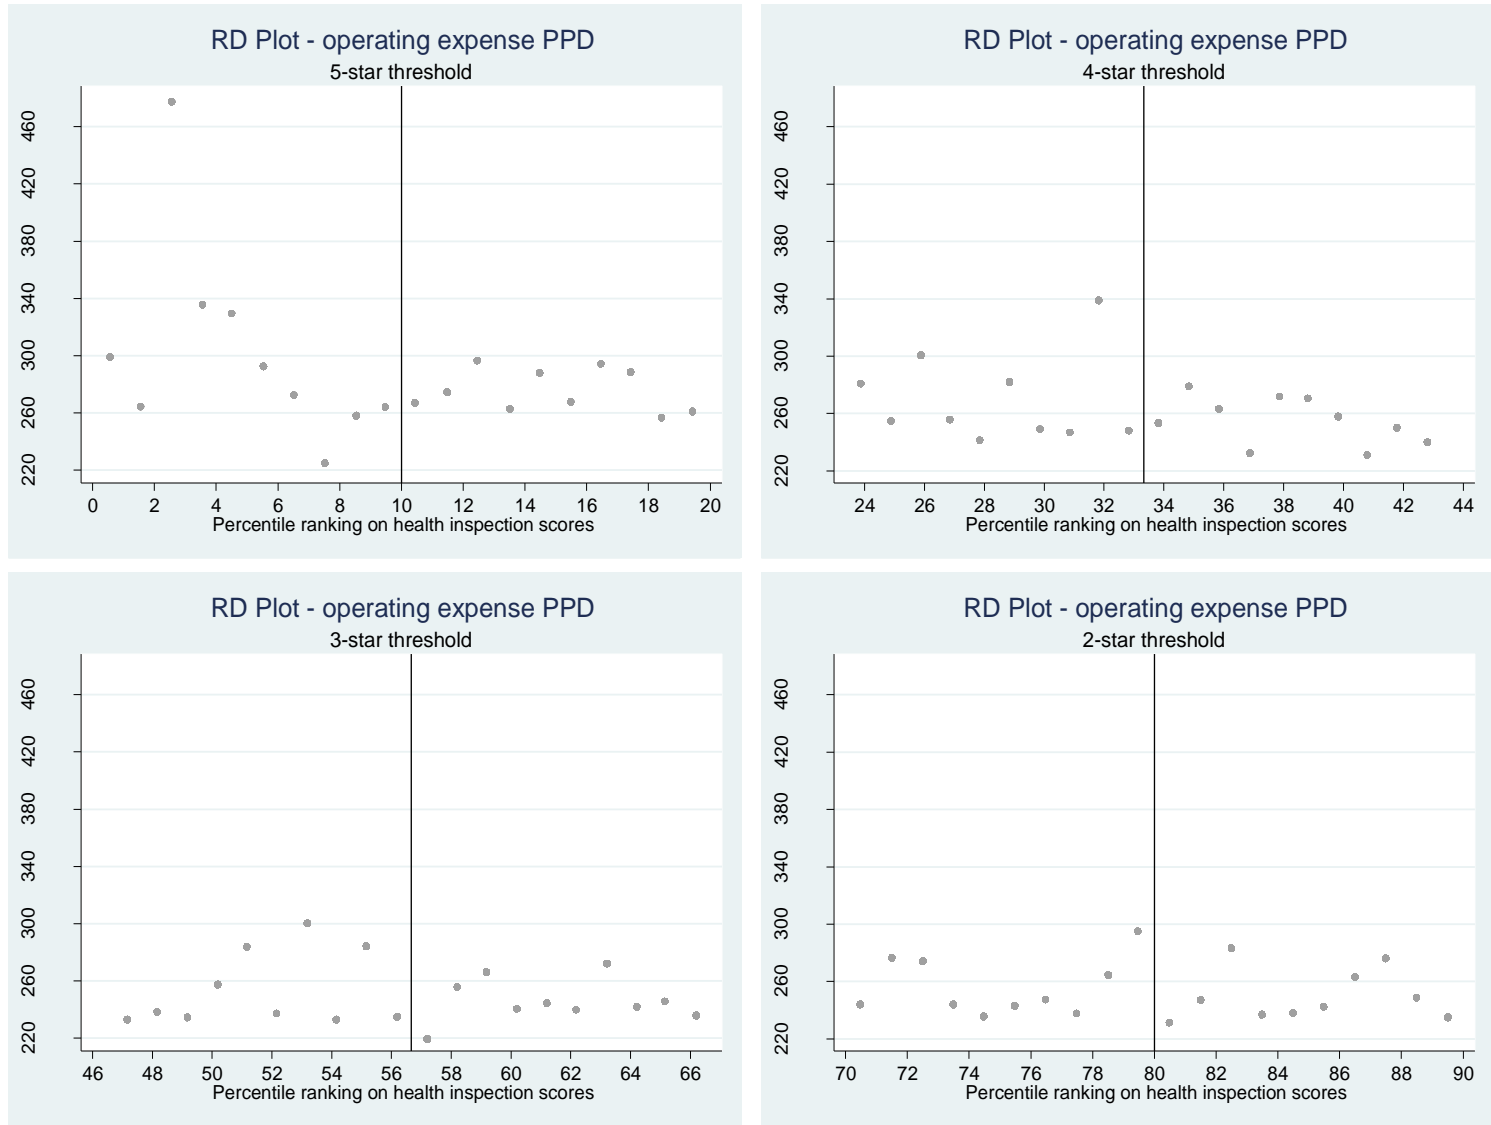 RD Plot - operating expense PPD
5-star threshold
460
420
380
340
300
260
220
0 2 4 6 8 10 12 14 16 18 20
Percentile ranking on health inspection scores
RD Plot - operating expense PPD
4-star threshold
460
420
380
340
300
260
220
24 26 28 30 32 34 36 38 40 42 44
Percentile ranking on health inspection scores
RD Plot - operating expense PPD
3-star threshold
460
420
380
340
300
260
220
46 48 50 52 54 56 58 60 62 64 66
Percentile ranking on health inspection scores
RD Plot - operating expense PPD
2-star threshold
460
420
380
340
300
260
220
70 72 74 76 78 80 82 84 86 88 90
Percentile ranking on health inspection scores